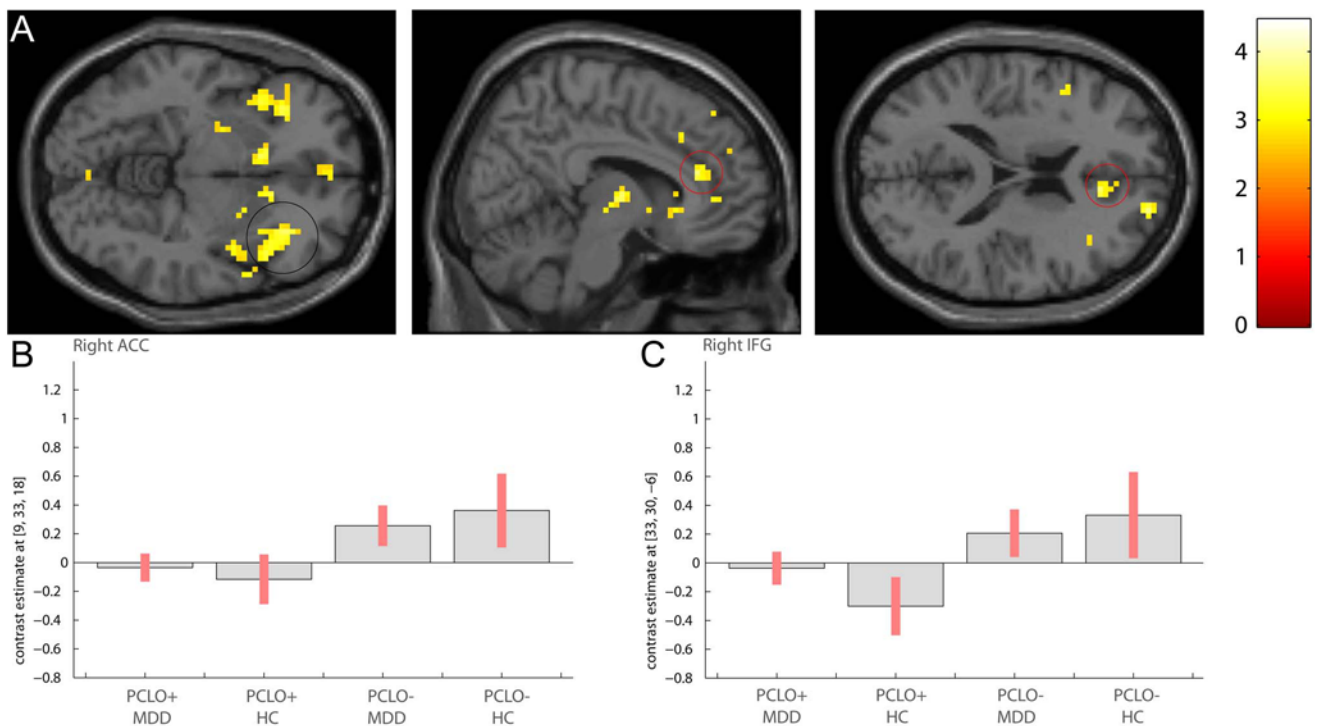 A
4
3
2
1
0
B
Right ACC
1.2
1
0.8
0.6
0.4
0.2
0
−0.2
−0.4
−0.6
−0.8
contrast estimate at [9, 33, 18]
PCLO+
MDD
PCLO+
HC
PCLO-
MDD
PCLO-
HC
C
Right IFG
1.2
1
0.8
0.6
0.4
0.2
0
−0.2
−0.4
−0.6
−0.8
contrast estimate at [33, 30, −6]
PCLO+
MDD
PCLO+
HC
PCLO-
MDD
PCLO-
HC